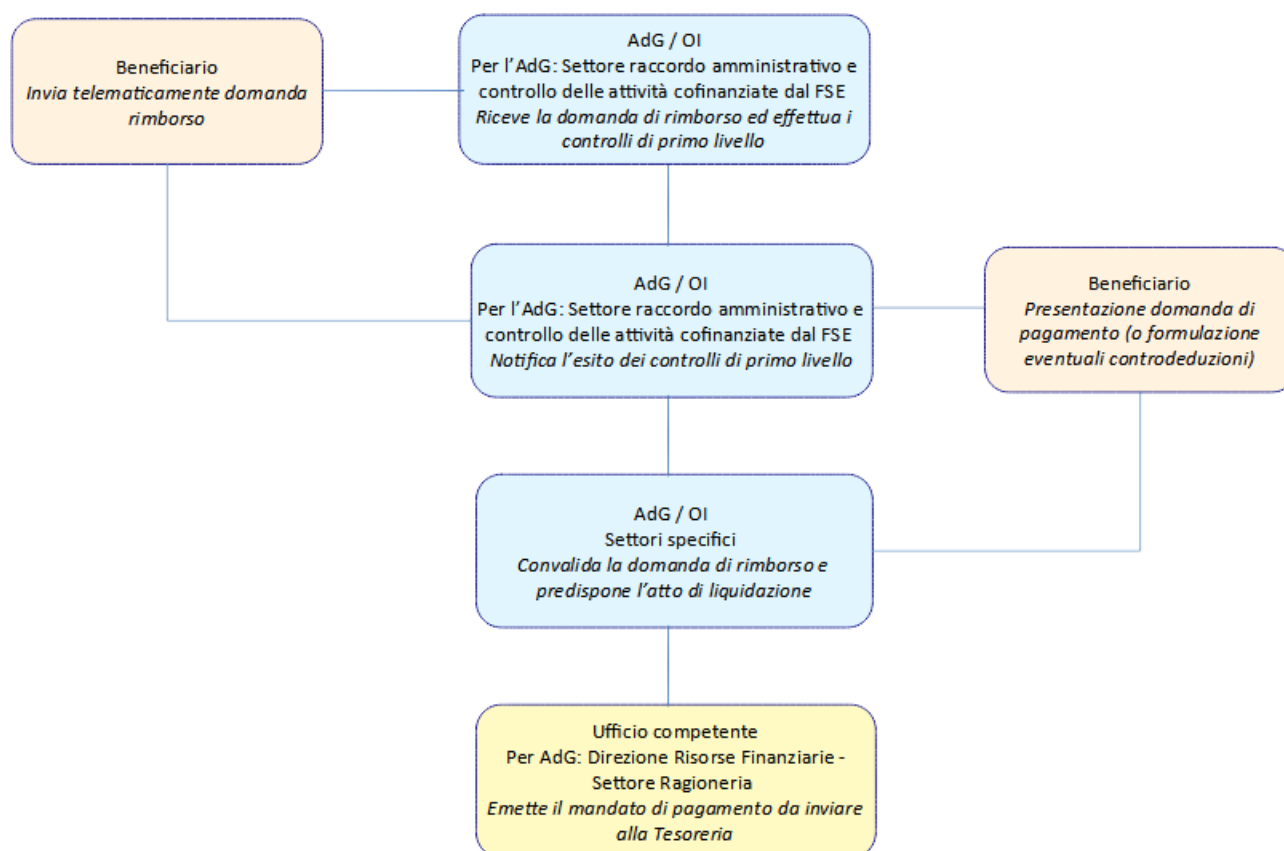 Beneficiario
Invia telematicamente domanda
rimborso
AdG / OI
Per l’AdG: Settore raccordo amministrativo e
controllo delle attività cofinanziate dal FSE
Riceve la domanda di rimborso ed effettua i
controlli di primo livello
AdG / OI
Per l’AdG: Settore raccordo amministrativo e
controllo delle attività cofinanziate dal FSE
Notifica l’esito dei controlli di primo livello
Beneficiario
Presentazione domanda di
pagamento (o formulazione
eventuali controdeduzioni)
AdG / OI
Settori specifici
Convalida la domanda di rimborso e
predispone l’atto di liquidazione
Ufficio competente
Per AdG: Direzione Risorse Finanziarie -
Settore Ragioneria
Emette il mandato di pagamento da inviare
alla Tesoreria